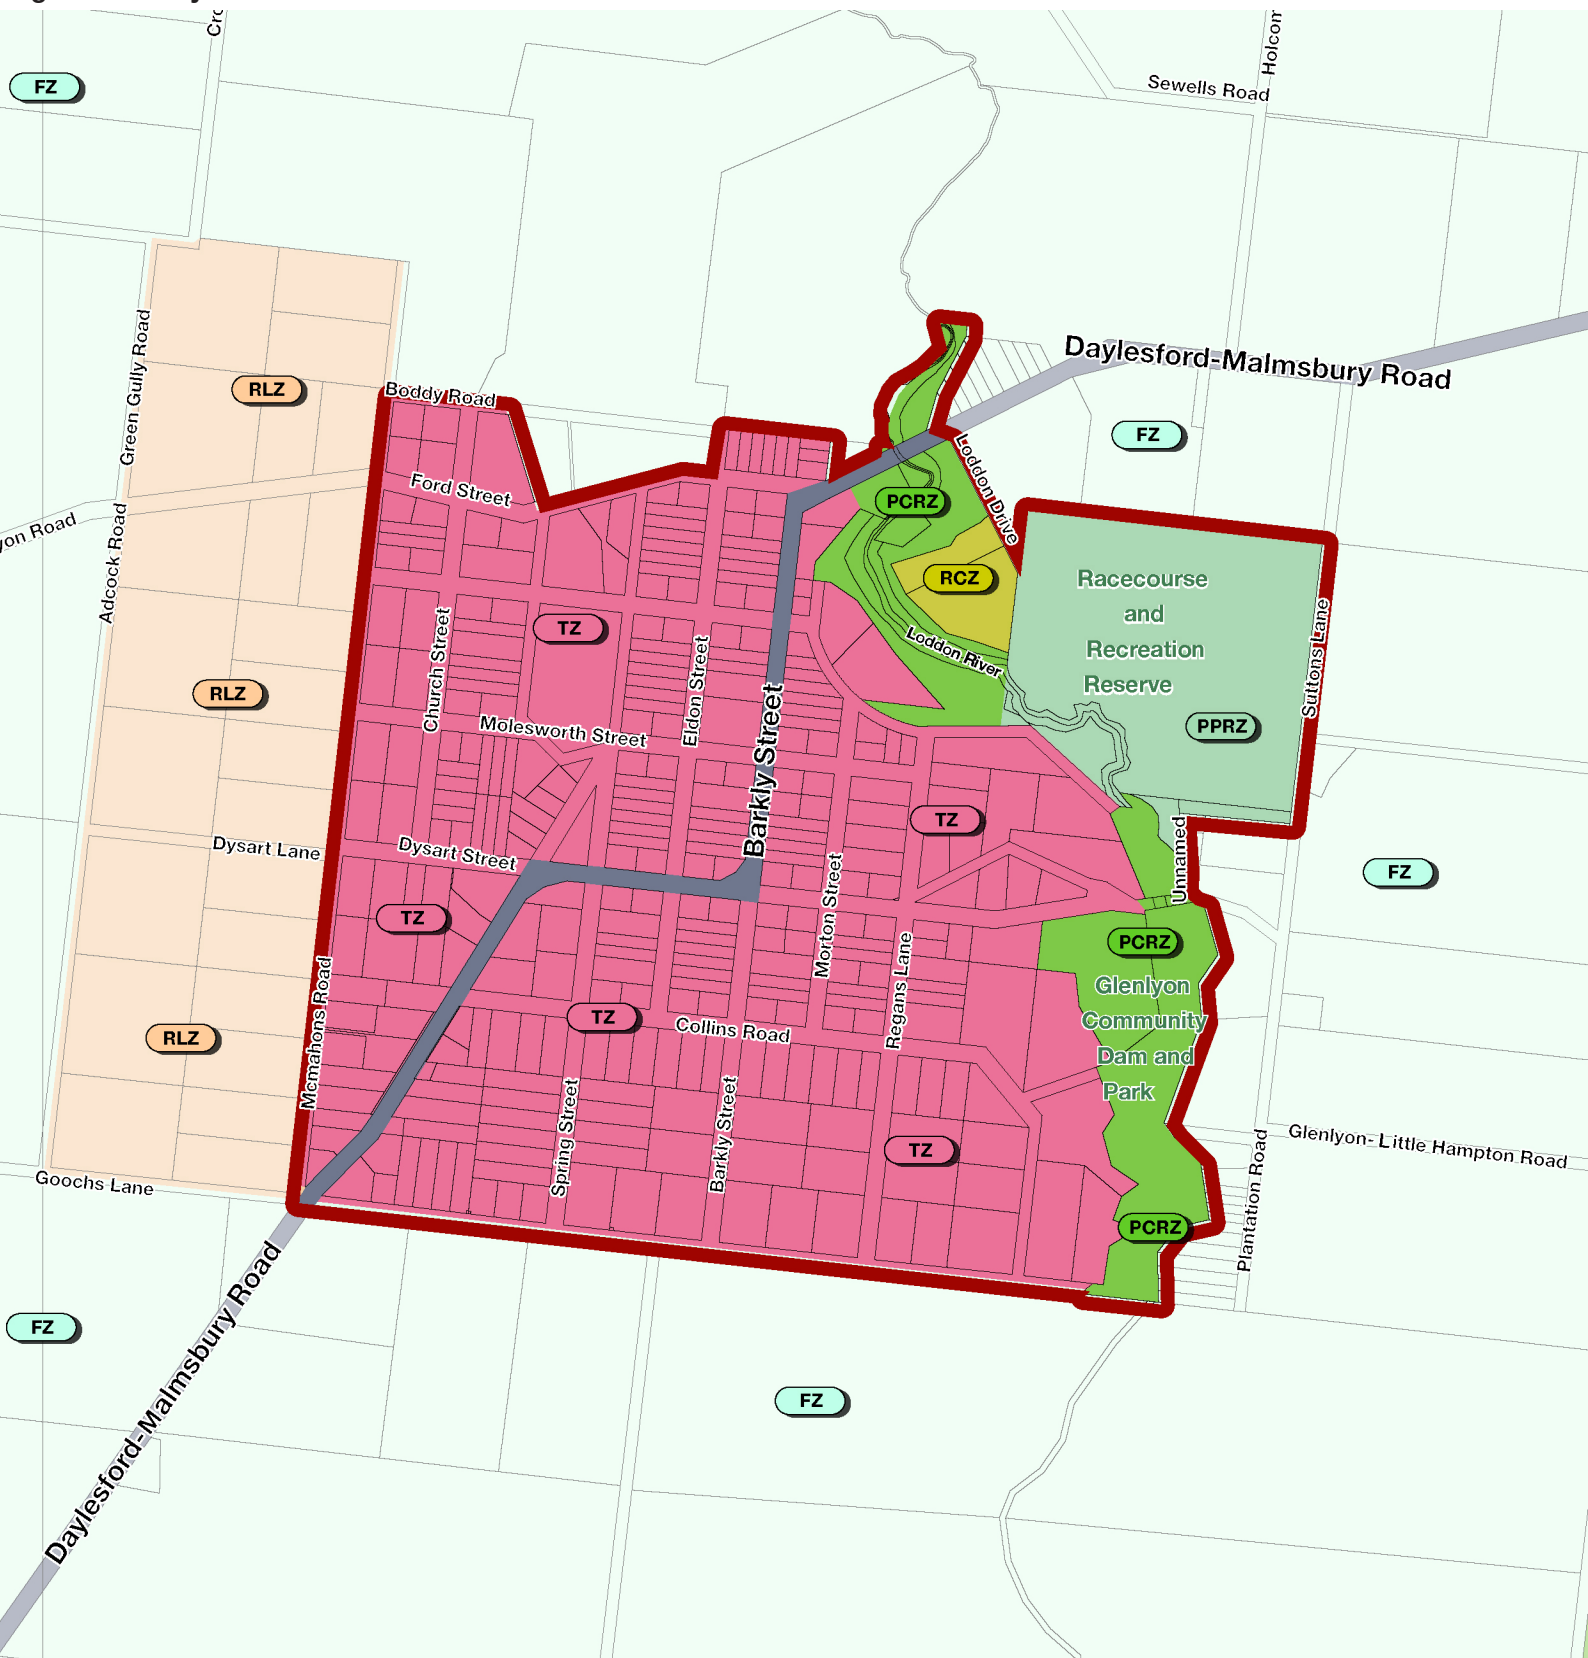 FZ
Sewells Road
Daylesford-Malmsbury Road
Green Gully Road
RLZ
Boddy Road
FZ
Loddon Drive
Ford Street
PCRZ
yon Road
Adcock Road
RCZ
Racecourse
and
Recreation
Reserve
TZ
Church Street
Eldon Street
Loddon River
Suttons Lane
RLZ
Molesworth Street
Barkly Street
PPRZ
TZ
Dysart Lane
Dysart Street
Morton Street
Unnamed
FZ
TZ
PCRZ
Regans Lane
Glenlyon
Community
Dam and
Park
Mcmahons Road
TZ
Collins Road
RLZ
Spring Street
Barkly Street
TZ
Glenlyon- Little Hampton Road
Plantation Road
Goochs Lane
PCRZ
Daylesford-Malmsbury Road
FZ
FZ